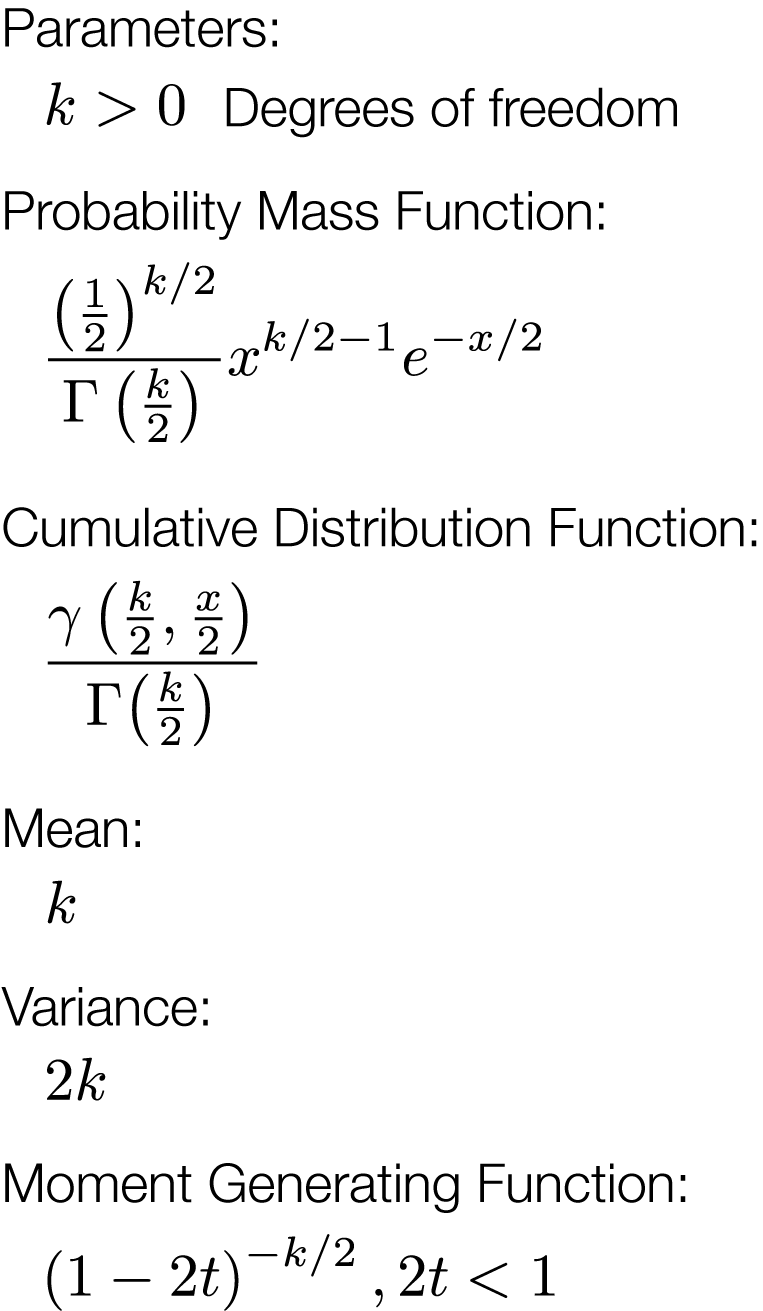 Parameters:
k > 0 Degrees of freedom
Probability Mass Function:
\frac{\left(\frac{1}{2}\right)^{k/2}}{\Gamma\left(\frac{k}{2}\right)} x^{k/2-1} e^{-x/2}
Cumulative Distribution Function:
\frac{\gamma\left(\frac{k}{2}, \frac{x}{2}\right)}{\Gamma\left(\frac{k}{2}\right)}
Mean:
k
Variance:
2k
Moment Generating Function:
(1 - 2t)^{-k/2}, 2t < 1